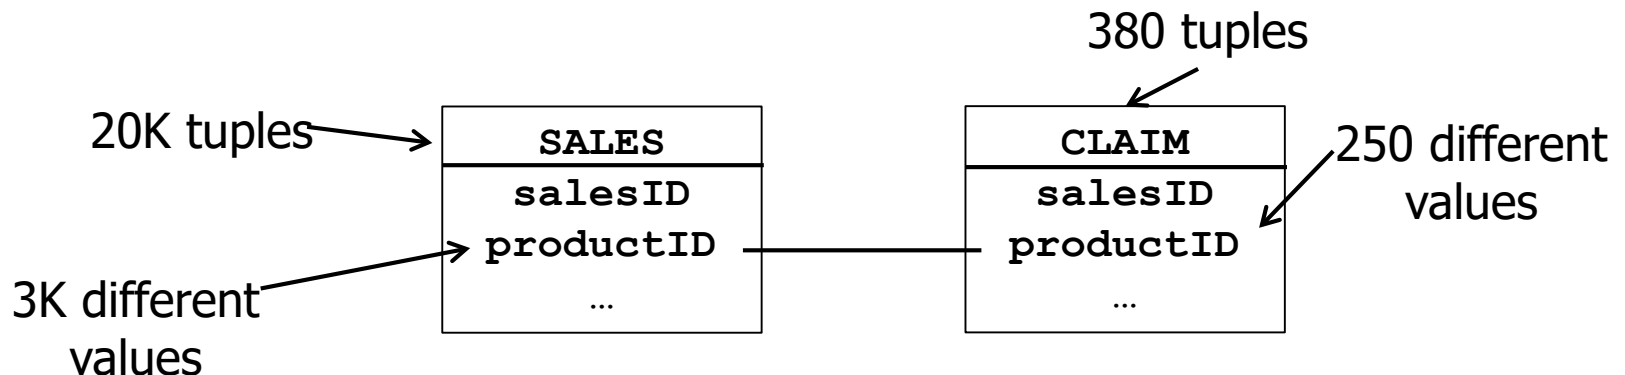 380 tuples
20K tuples
SALES
CLAIM
250 different
values
salesID
salesID
productID
productID
3K different
values
...
...